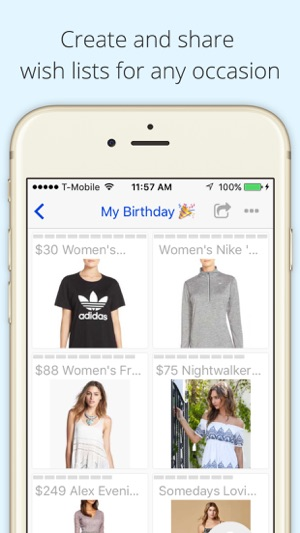 Create and share
wish lists for any occasion
T-Mobile 11:57 AM 100%
My Birthday 🎉
$30 Women's... Women's Nike '...
adidas
$88 Women's Fr... $75 Nightwalker...
$249 Alex Eveni... Somedays Lovi...